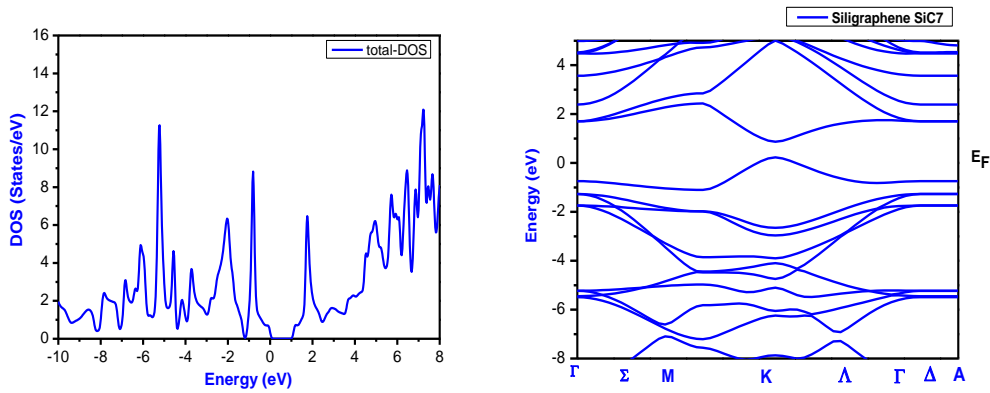 total-DOS
DOS (States/eV)
16
14
12
10
8
6
4
2
0
-10 -8 -6 -4 -2 0 2 4 6 8
Energy (eV)
Siligraphene SiC7
Energy (eV)
4
2
0
-2
-4
-6
-8
E_F
Γ Σ M K Λ Γ Δ A